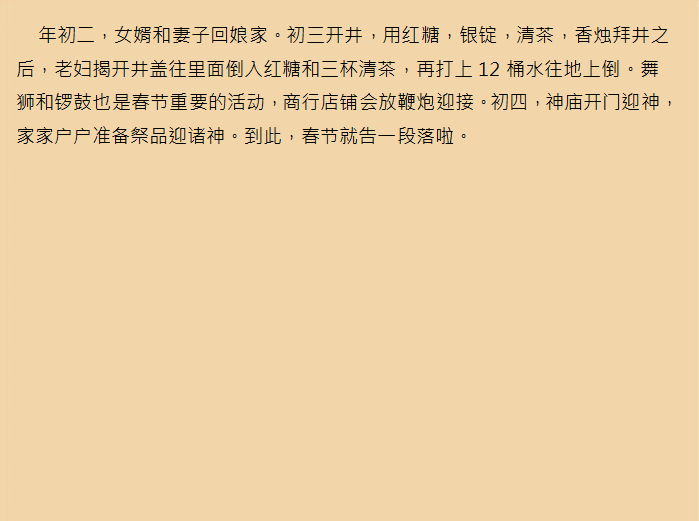 年初二，女婿和妻子回娘家。初三开井，用红糖，银锭，清茶，香烛拜井之
后，老妇揭开井盖往里面倒入红糖和三杯清茶，再打上 12 桶水往地上倒。舞
狮和锣鼓也是春节重要的活动，商行店铺会放鞭炮迎接。初四，神庙开门迎神，
家家户户准备祭品迎诸神。到此，春节就告一段落啦。